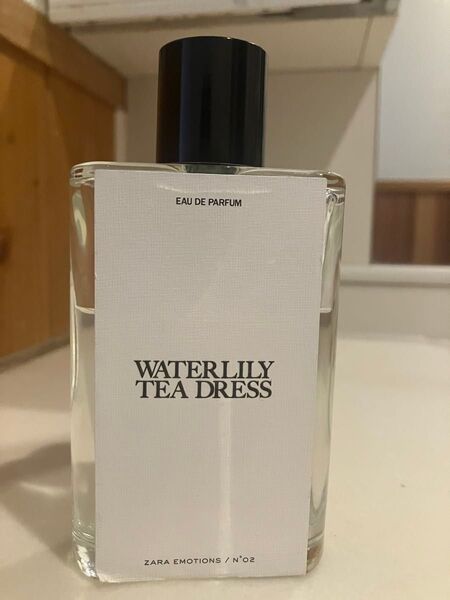 EAU DE PARFUM
WATERLILY
TEA DRESS
ZARA EMOTIONS / N°02